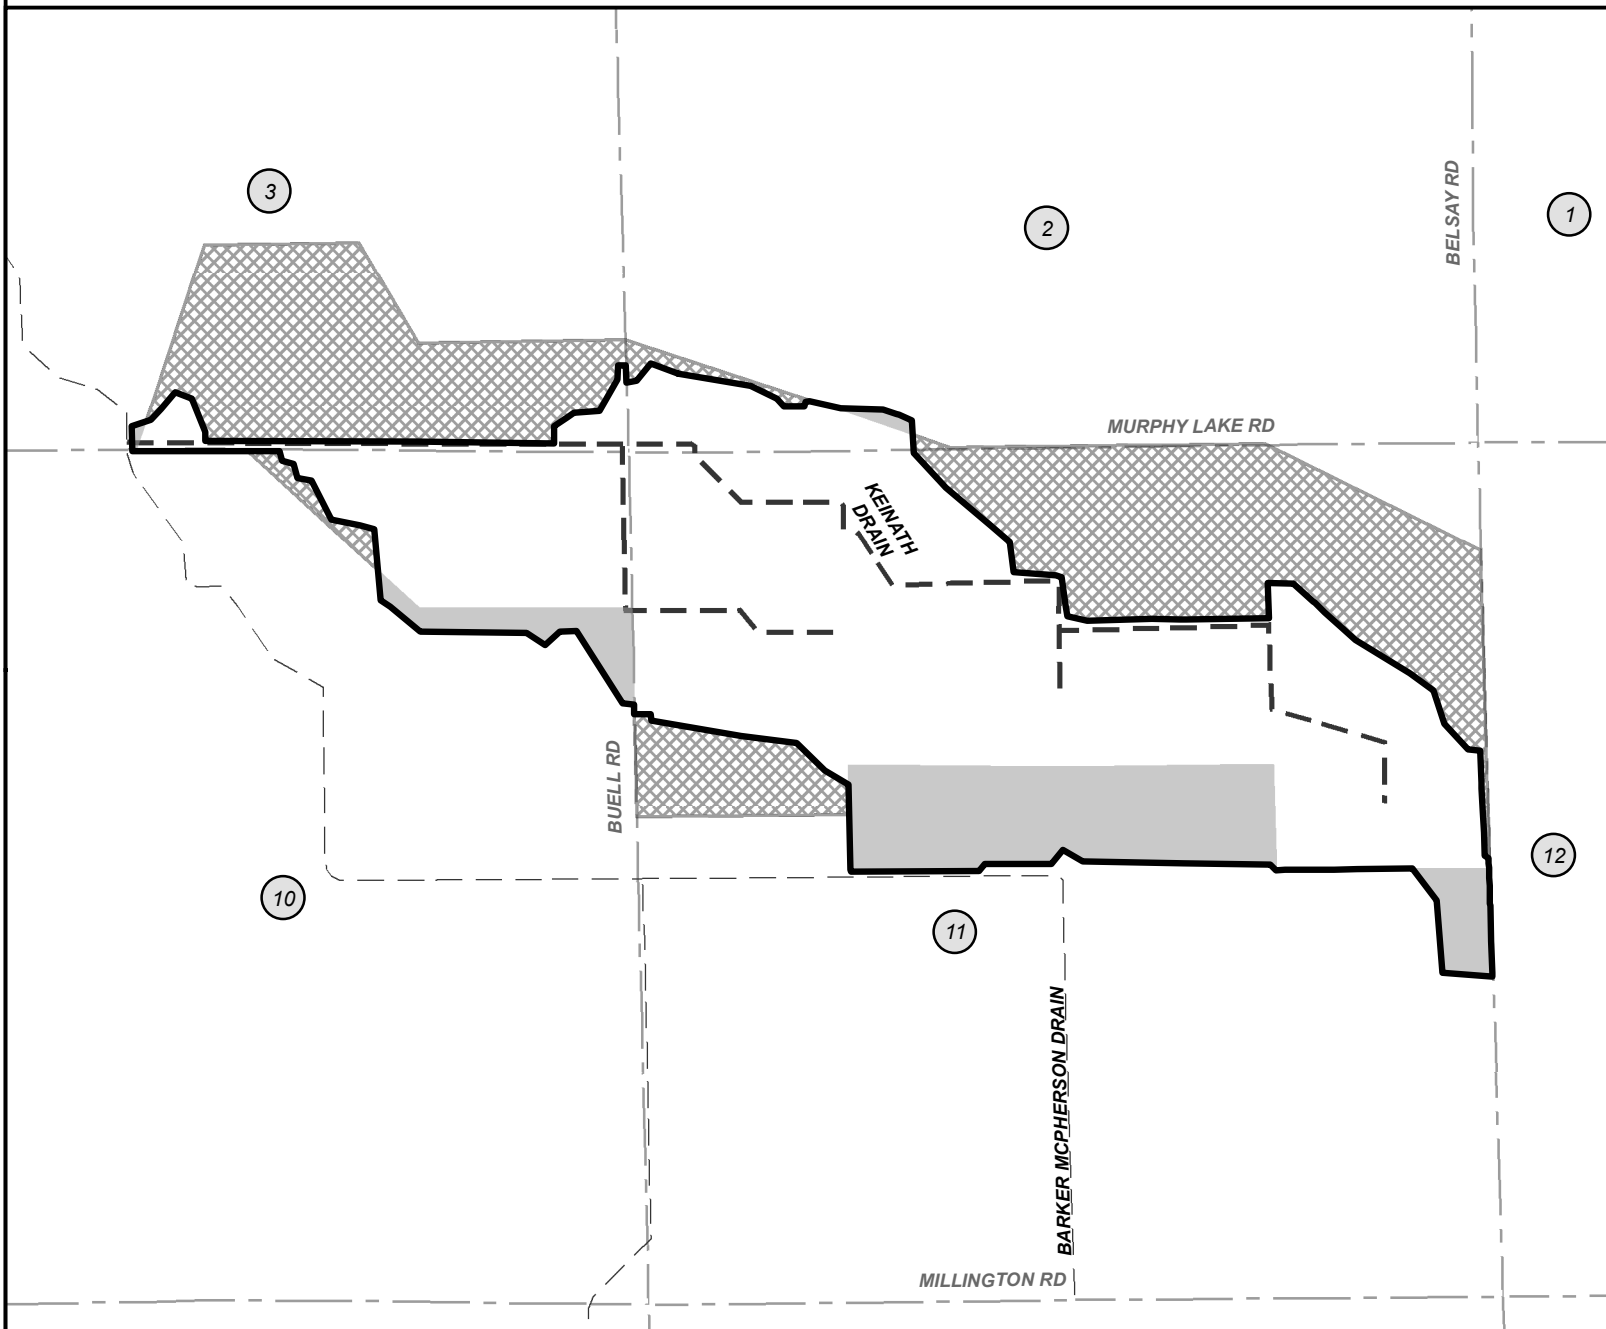 3
2
1
BELSAY RD
MURPHY LAKE RD
KEINATH
DRAIN
BUELL RD
12
10
11
BARKER MCPHERSON DRAIN
MILLINGTON RD